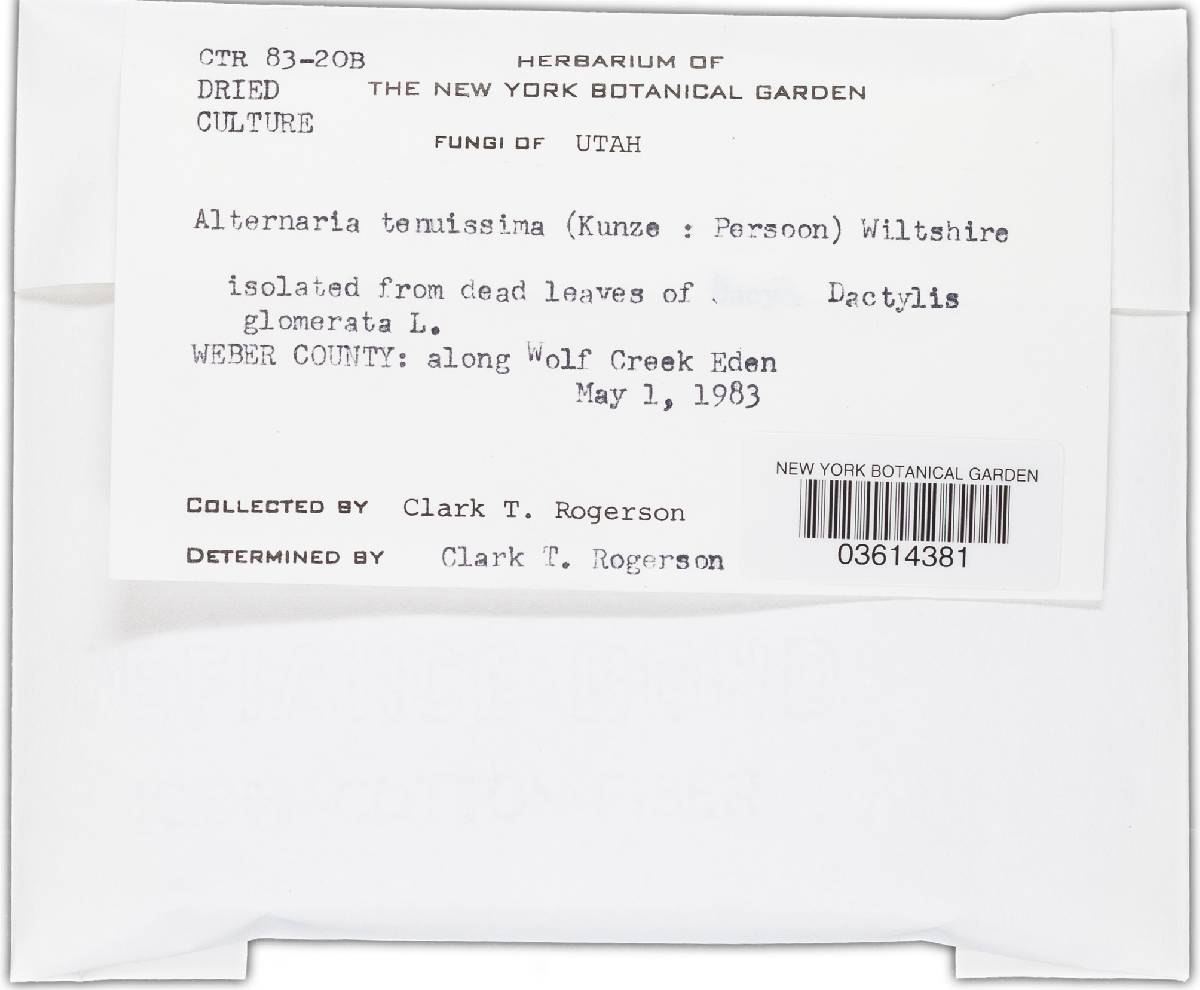 CTR 83-20B
DRIED
CULTURE
HERBARIUM OF
THE NEW YORK BOTANICAL GARDEN
FUNGI OF UTAH
Alternaria tenuissima (Kunze : Persoon) Wiltshire
isolated from dead leaves of Dactylis
glomerata L.
WEBER COUNTY: along Wolf Creek Eden
May 1, 1983
COLLECTED BY Clark T. Rogerson
DETERMINED BY Clark T. Rogerson
NEW YORK BOTANICAL GARDEN
03614381